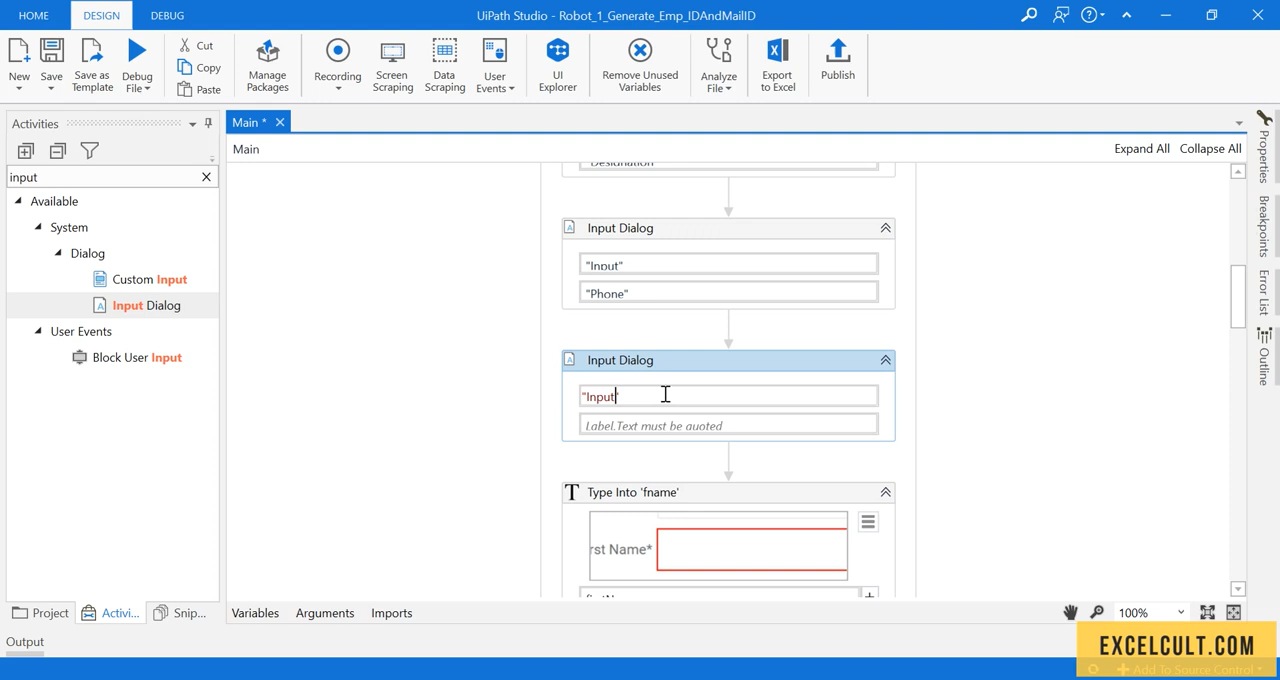 HOME
DESIGN
DEBUG
UiPath Studio - Robot_1_Generate_Emp_IDAndMailID
New
Save
Save as Template
Debug File
Cut
Copy
Paste
Manage Packages
Recording
Screen Scraping
Data Scraping
User Events
UI Explorer
Remove Unused Variables
Analyze File
Export to Excel
Publish
Activities
Main *
input
Main
Expand All
Collapse All
Available
System
Dialog
Custom Input
Input Dialog
User Events
Block User Input
"Designation"
Input Dialog
"Input"
"Phone"
Input Dialog
"Input"
Label.Text must be quoted
Type Into 'fname'
rst Name*
Properties
Breakpoints
Error List
Outline
Project
Activi...
Snip...
Variables
Arguments
Imports
100%
Output
EXCELCULT.COM
Add To Source Control